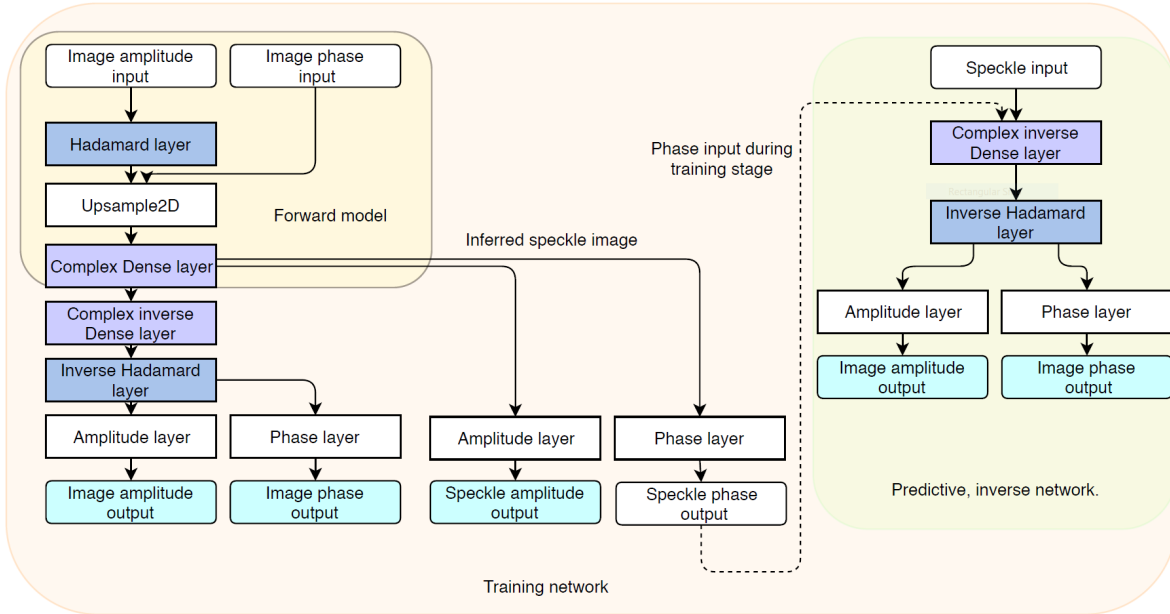 Image amplitude
input
Image phase
input
Hadamard layer
Upsample2D
Forward model
Complex Dense layer
Inferred speckle image
Complex inverse
Dense layer
Inverse Hadamard
layer
Amplitude layer
Phase layer
Amplitude layer
Phase layer
Image amplitude
output
Image phase
output
Speckle amplitude
output
Speckle phase
output
Training network
Phase input during
training stage
Speckle input
Complex inverse
Dense layer
Inverse Hadamard
layer
Amplitude layer
Phase layer
Image amplitude
output
Image phase
output
Predictive, inverse network.